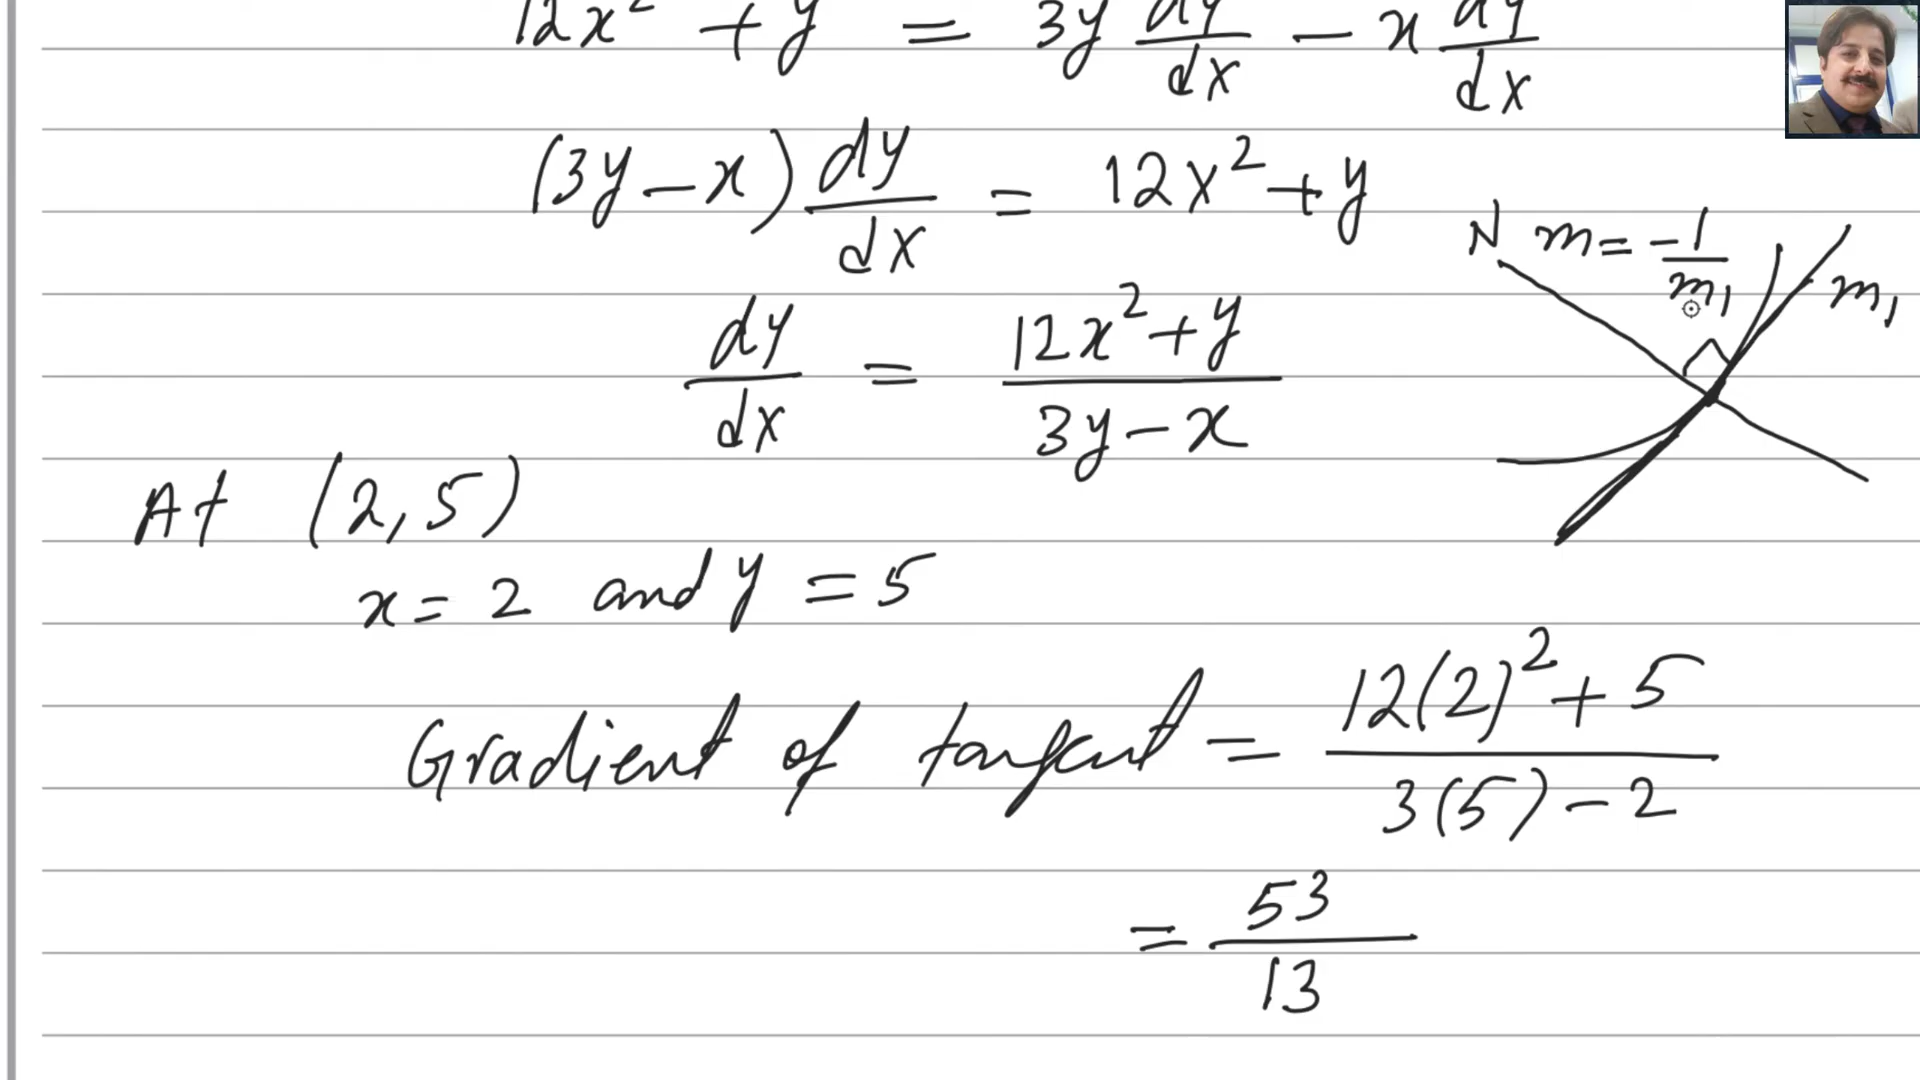 12x² + y = 3y dy/dx − x dy/dx
(3y − x) dy/dx = 12x² + y
N m = −1/m₁
m₁
dy/dx = (12x² + y)/(3y − x)
At (2, 5)
x = 2 and y = 5
Gradient of tangent = (12(2)² + 5)/(3(5) − 2)
= 53/13